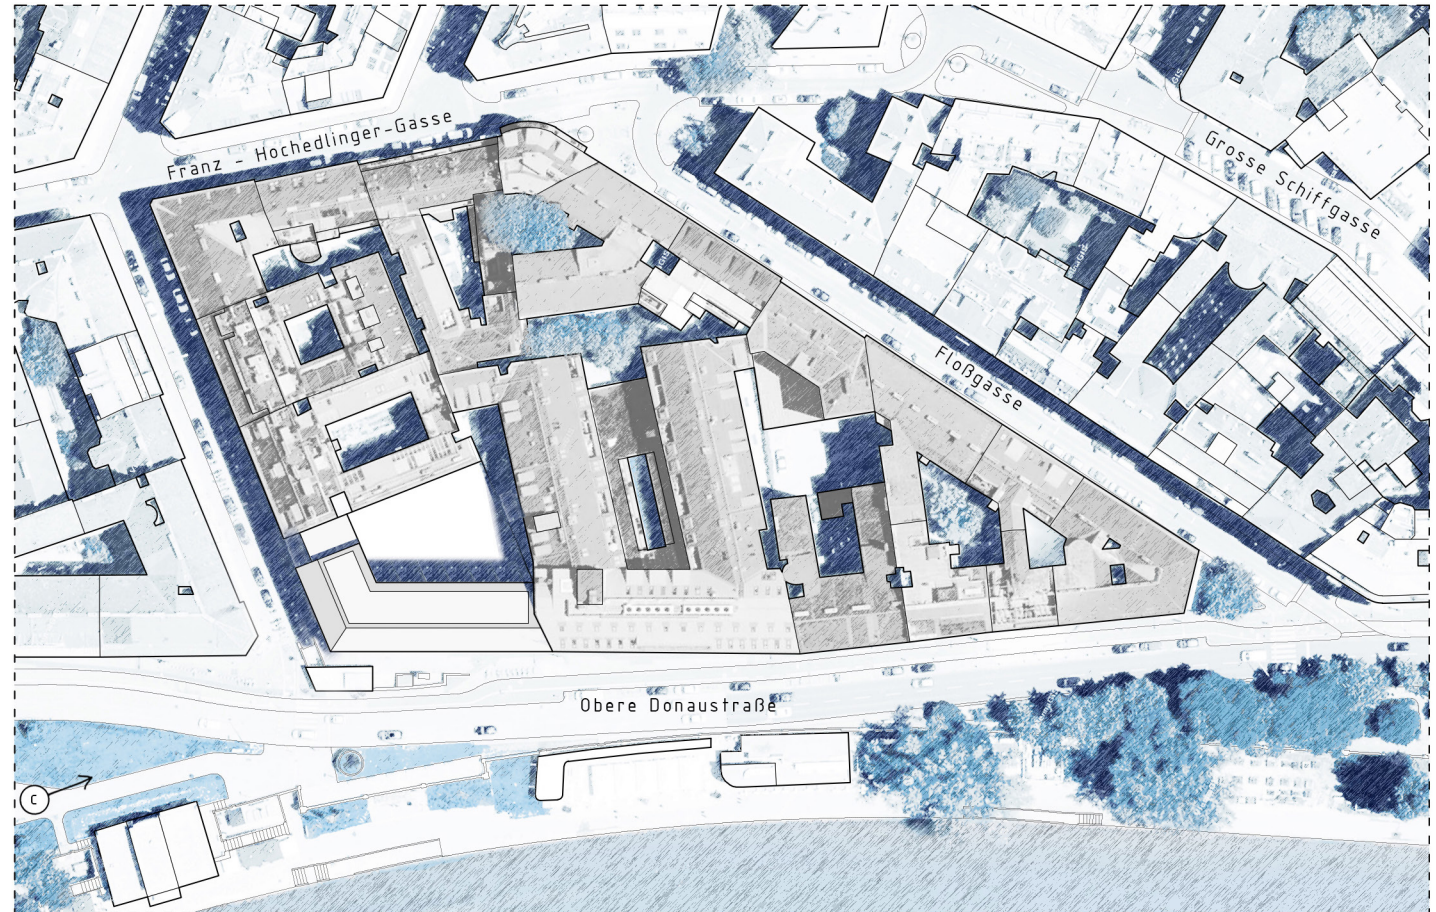 Franz - Hochedlinger-Gasse
Grosse Schiffgasse
Floßgasse
Obere Donaustraße
C